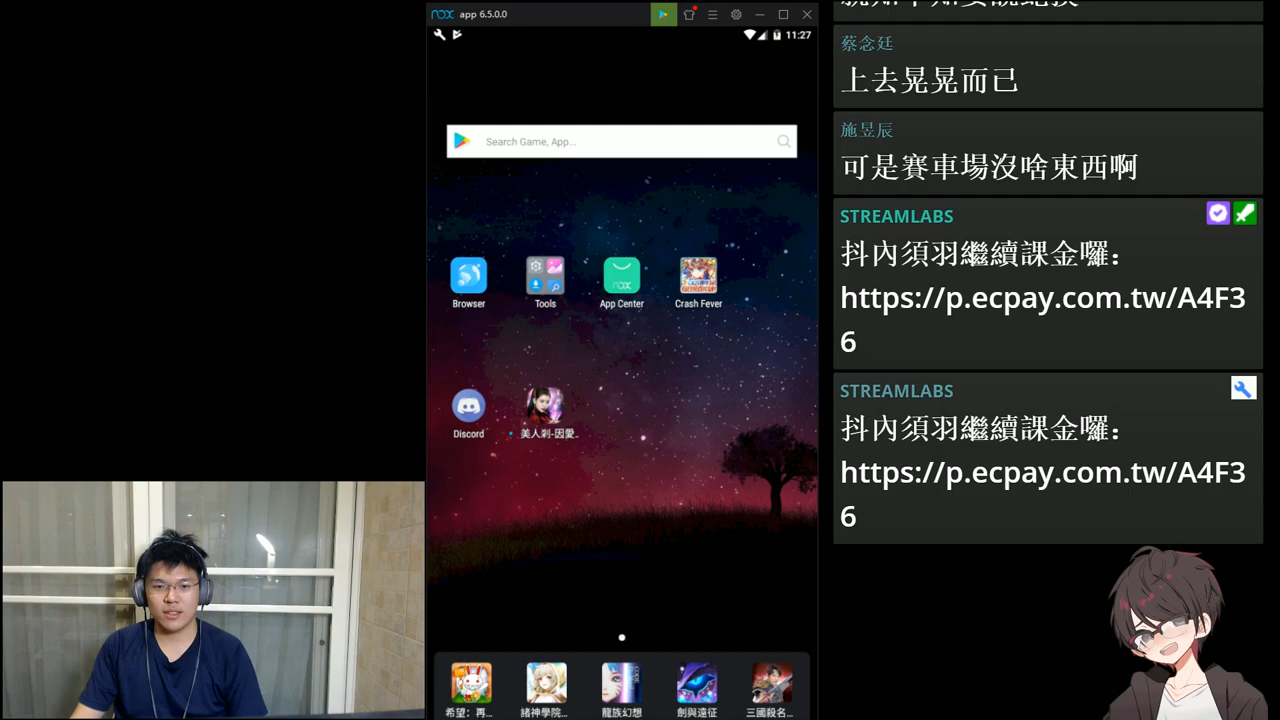 nox app 6.5.0.0
11:27
Search Game, App...
Browser
Tools
App Center
nox
Crash Fever
Discord
美人剎-因愛..
希望：再...
諸神學院...
龍族幻想
劍與遠征
三國殺名...
蔡念廷
上去晃晃而已
施昱辰
可是賽車場沒啥東西啊
STREAMLABS
抖內須羽繼續課金囉：
https://p.ecpay.com.tw/A4F3
6
STREAMLABS
抖內須羽繼續課金囉：
https://p.ecpay.com.tw/A4F3
6